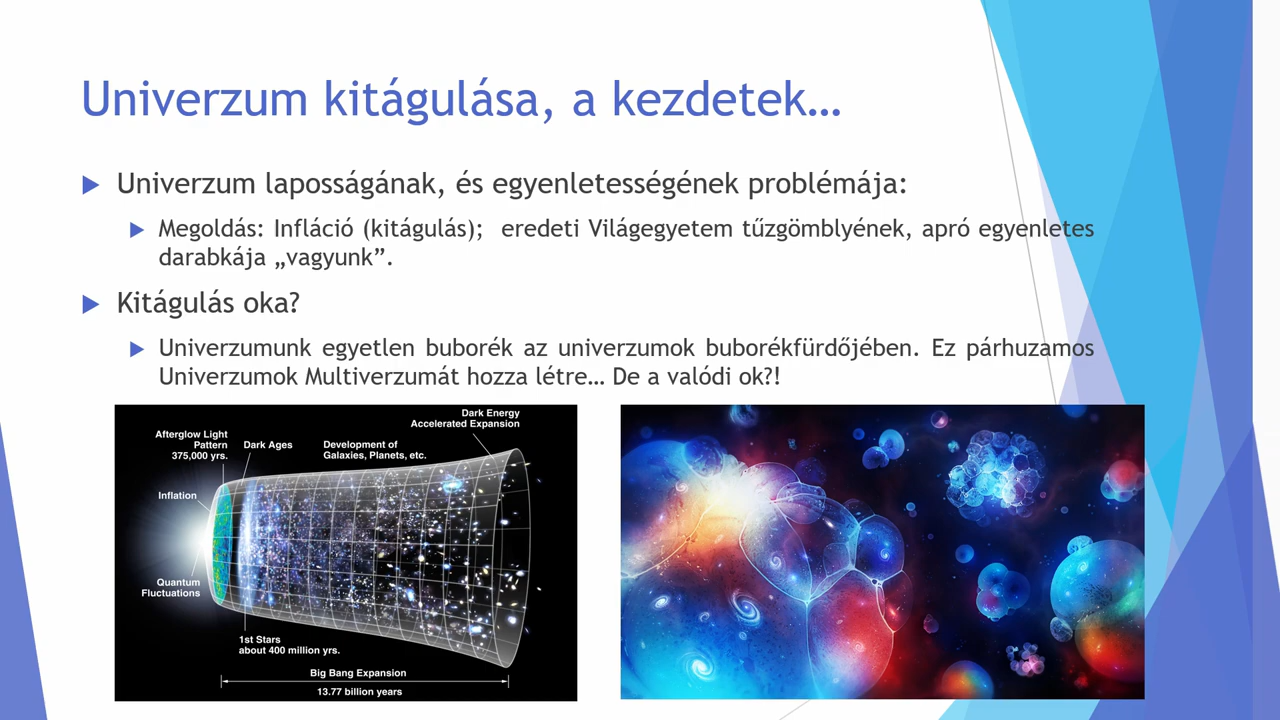 Univerzum kitágulása, a kezdetek…
Univerzum laposságának, és egyenletességének problémája:
Megoldás: Infláció (kitágulás); eredeti Világegyetem tűzgömblyének, apró egyenletes
darabkája „vagyunk”.
Kitágulás oka?
Univerzumunk egyetlen buborék az univerzumok buborékfürdőjében. Ez párhuzamos
Univerzumok Multiverzumát hozza létre… De a valódi ok?!
Dark Energy
Accelerated Expansion
Afterglow Light
Pattern
375,000 yrs.
Dark Ages
Development of
Galaxies, Planets, etc.
Inflation
Quantum
Fluctuations
1st Stars
about 400 million yrs.
Big Bang Expansion
13.77 billion years